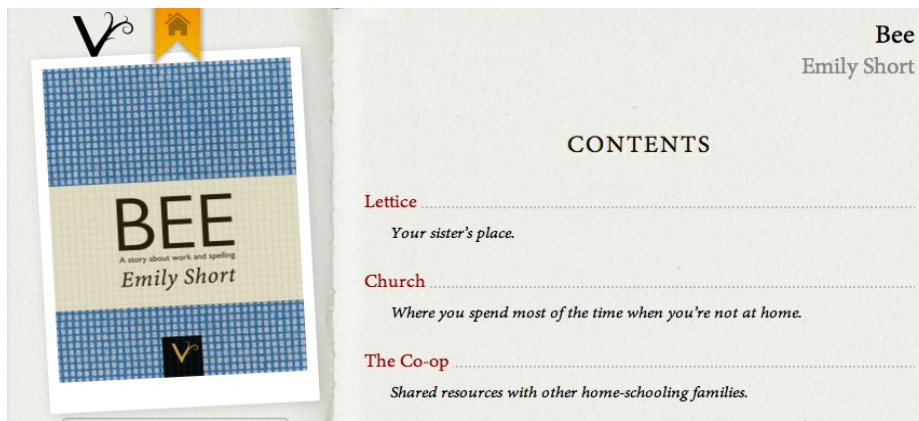 Bee
Emily Short
BEE
A story about work and spelling
Emily Short
V
V
CONTENTS
Lettice
Your sister's place.
Church
Where you spend most of the time when you're not at home.
The Co-op
Shared resources with other home-schooling families.